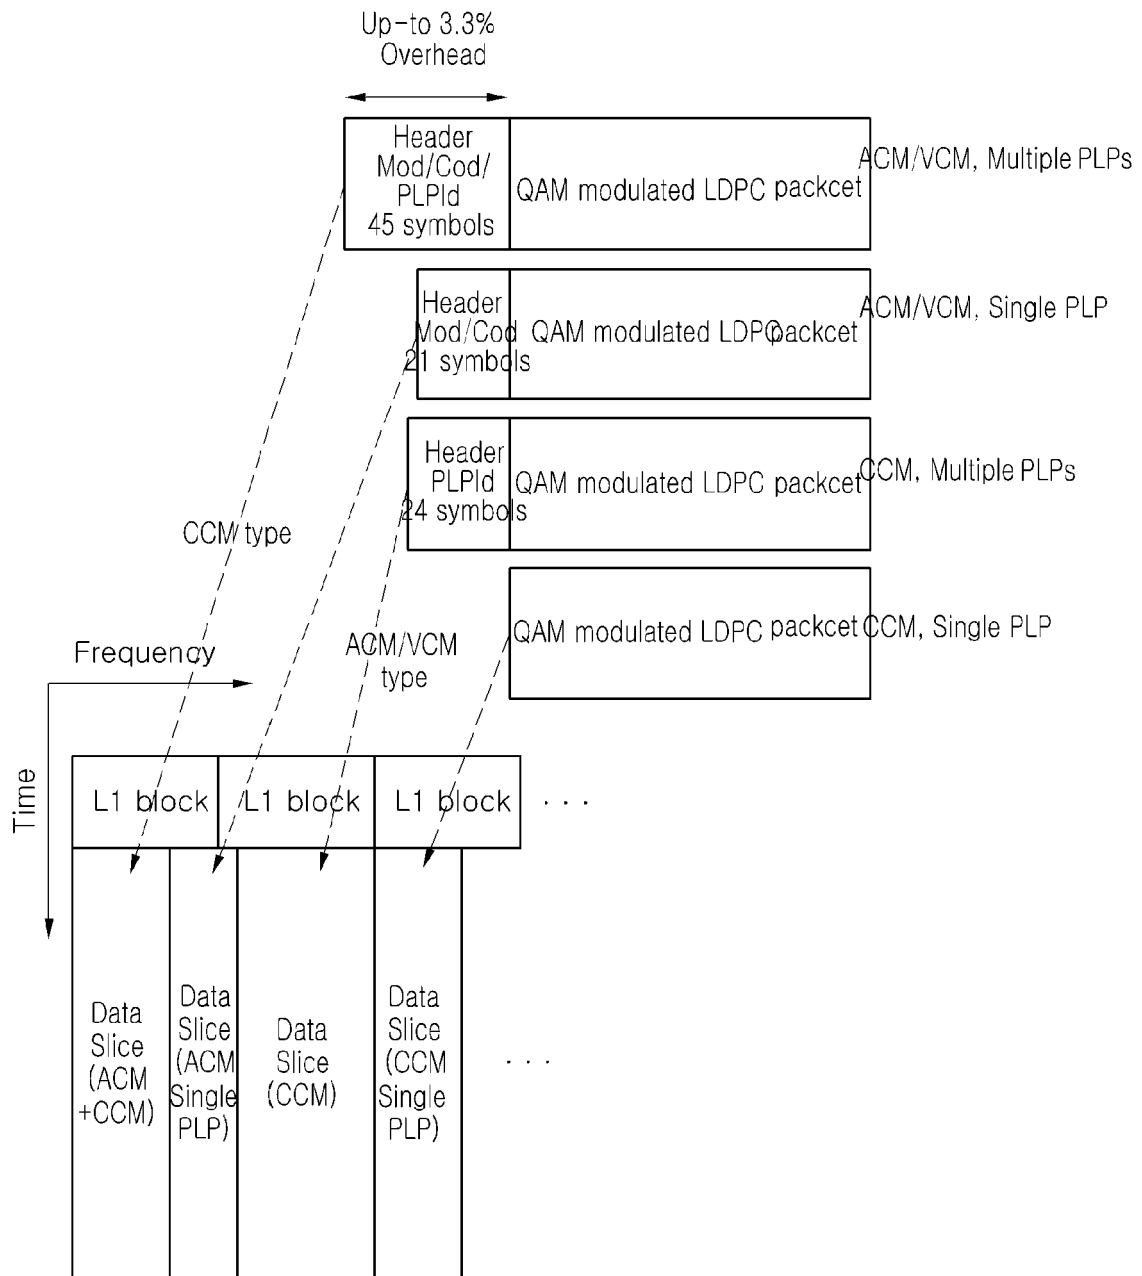 Up-to 3.3%
Overhead
Header
Mod/Cod/
PLPId
45 symbols
QAM modulated LDPC packcet
ACM/VCM, Multiple PLPs
Header
Mod/Cod
21 symbols
QAM modulated LDPC packcet
ACM/VCM, Single PLP
Header
PLPId
24 symbols
QAM modulated LDPC packcet
CCM, Multiple PLPs
CCM type
QAM modulated LDPC packcet
CCM, Single PLP
ACM/VCM
type
Frequency
Time
L1 block
L1 block
L1 block
. . .
Data
Slice
(ACM
+CCM)
Data
Slice
(ACM
Single
PLP)
Data
Slice
(CCM)
Data
Slice
(CCM
Single
PLP)
. . .